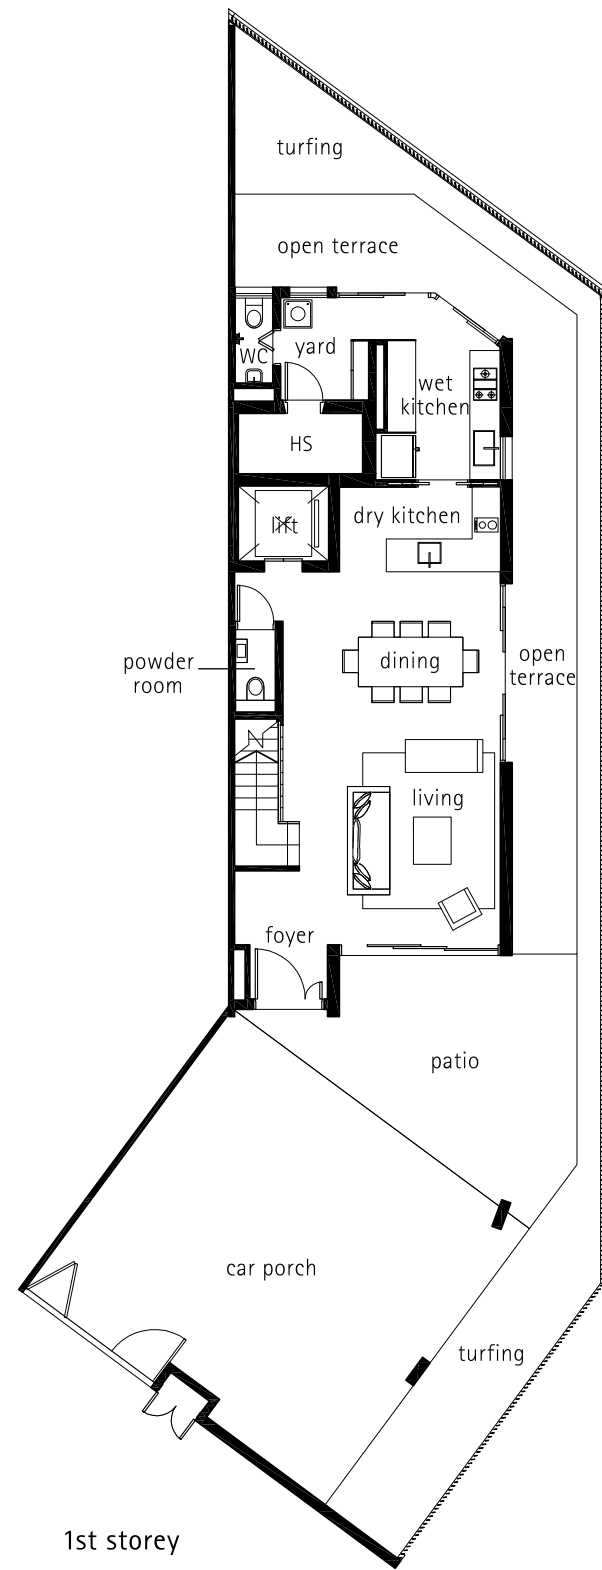 turfing
open terrace
WC
yard
wet
kitchen
HS
lift
dry kitchen
powder
room
dining
open
terrace
living
foyer
patio
car porch
turfing
1st storey